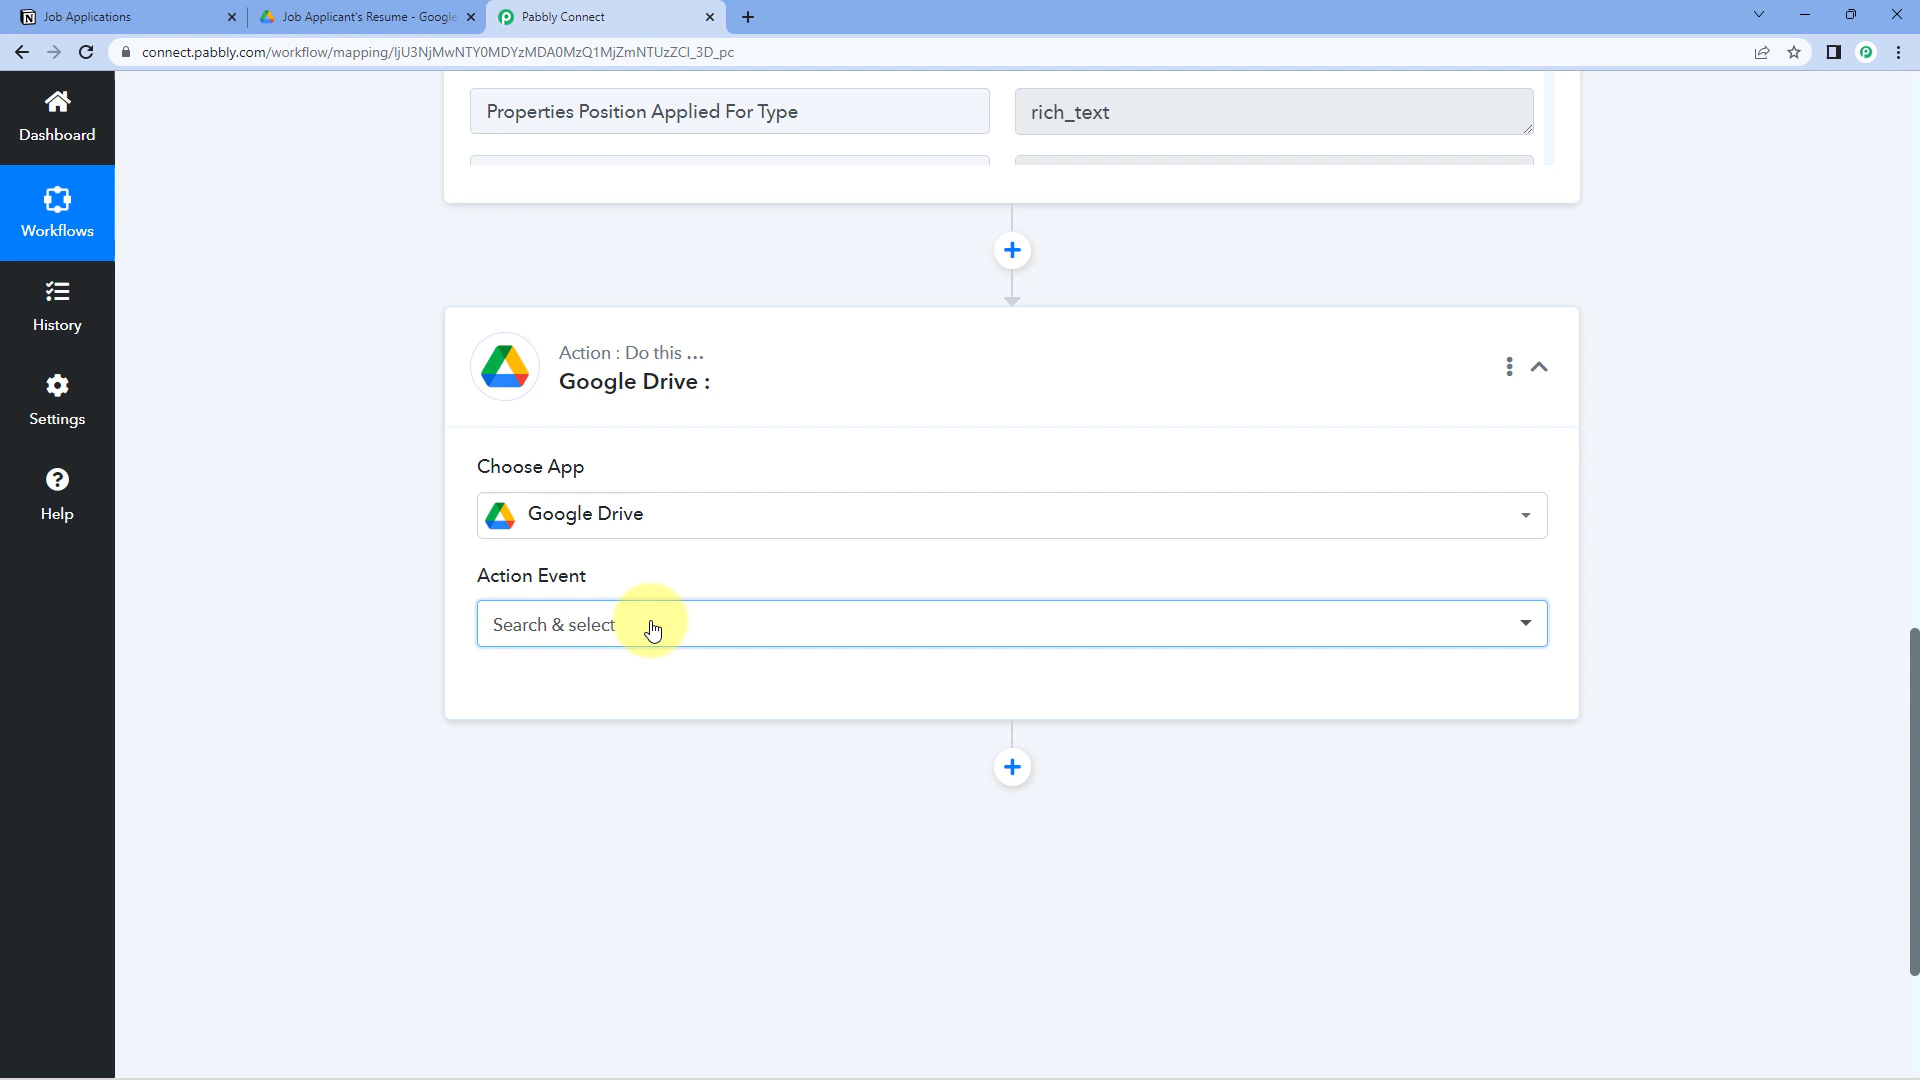 Job Applications
Job Applicant's Resume - Google
Pabbly Connect
connect.pabbly.com/workflow/mapping/IjU3NjMwNTY0MDYzMDA0MzQ1MjZmNTUzZCI_3D_pc
Dashboard
Workflows
History
Settings
Help
Properties Position Applied For Type
rich_text
Action : Do this ...
Google Drive :
Choose App
Google Drive
Action Event
Search & select